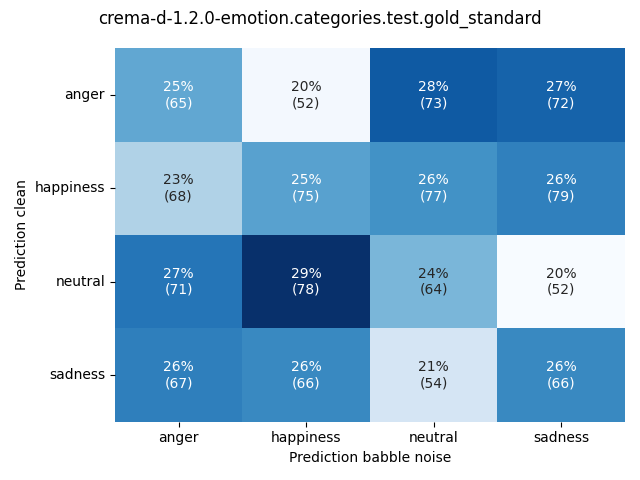 crema-d-1.2.0-emotion.categories.test.gold_standard
Prediction clean
anger
25% 20% 28% 27%
(65) (52) (73) (72)
happiness
23% 25% 26% 26%
(68) (75) (77) (79)
neutral
27% 29% 24% 20%
(71) (78) (64) (52)
sadness
26% 26% 21% 26%
(67) (66) (54) (66)
anger happiness neutral sadness
Prediction babble noise